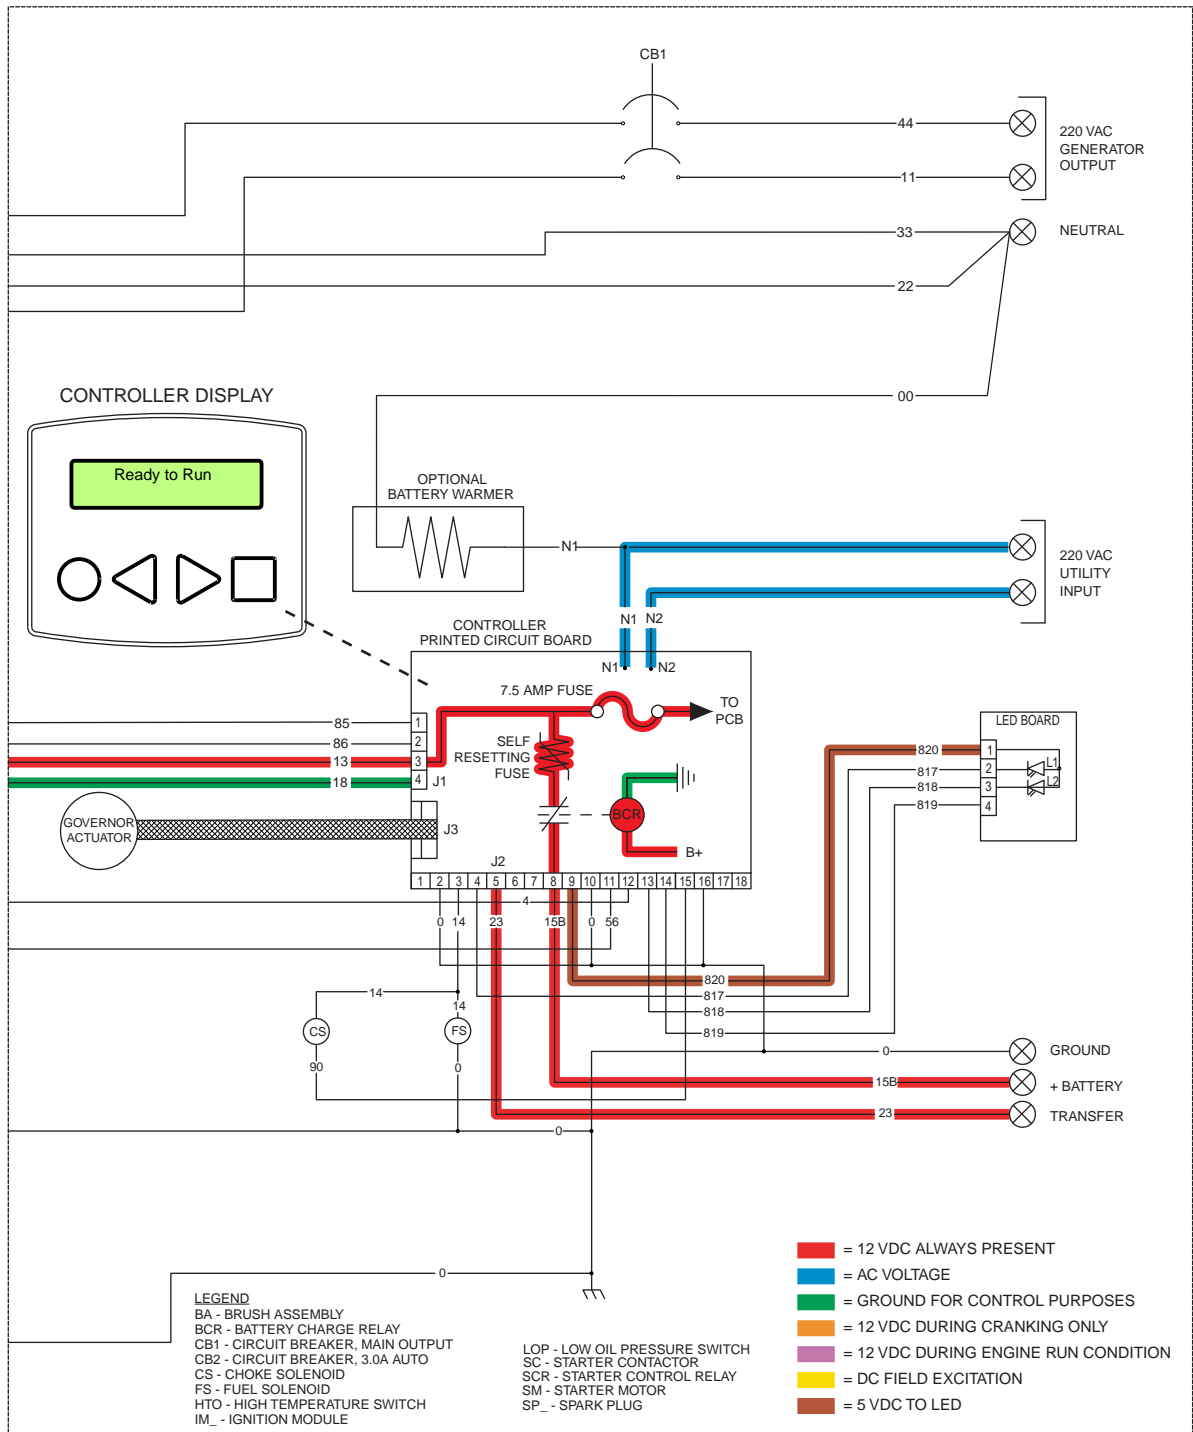 CB1
44
220 VAC
GENERATOR
OUTPUT
11
33
NEUTRAL
22
CONTROLLER DISPLAY
00
Ready to Run
OPTIONAL
BATTERY WARMER
N1
220 VAC
UTILITY
INPUT
N1 N2
CONTROLLER
PRINTED CIRCUIT BOARD
N1 N2
7.5 AMP FUSE
TO
PCB
LED BOARD
85 1
86 2
13 3
18 4 J1
SELF
RESETTING
FUSE
820 1
817 2 L1
818 3 L2
819 4
GOVERNOR
ACTUATOR
J3
BCR
B+
J2
1 2 3 4 5 6 7 8 9 10 11 12 13 14 15 16 17 18
4
0 14 23 15B 0 56
820
14
817
14
818
CS
FS
819
0
GROUND
90
0
15B
+ BATTERY
23
TRANSFER
0
0
= 12 VDC ALWAYS PRESENT
= AC VOLTAGE
= GROUND FOR CONTROL PURPOSES
= 12 VDC DURING CRANKING ONLY
= 12 VDC DURING ENGINE RUN CONDITION
= DC FIELD EXCITATION
= 5 VDC TO LED
LEGEND
BA - BRUSH ASSEMBLY
BCR - BATTERY CHARGE RELAY
CB1 - CIRCUIT BREAKER, MAIN OUTPUT
CB2 - CIRCUIT BREAKER, 3.0A AUTO
CS - CHOKE SOLENOID
FS - FUEL SOLENOID
HTO - HIGH TEMPERATURE SWITCH
IM_ - IGNITION MODULE
LOP - LOW OIL PRESSURE SWITCH
SC - STARTER CONTACTOR
SCR - STARTER CONTROL RELAY
SM - STARTER MOTOR
SP_ - SPARK PLUG